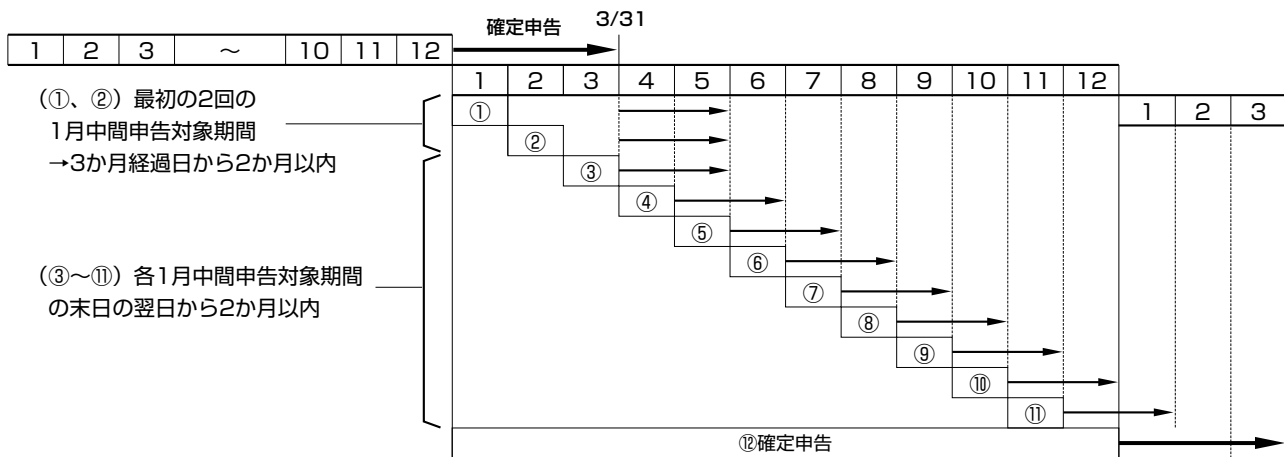 確定申告 3/31
1 2 3 ～ 10 11 12
1 2 3 4 5 6 7 8 9 10 11 12
1 2 3
（①、②）最初の2回の
1月中間申告対象期間
→3か月経過日から2か月以内
①
②
③
④
⑤
⑥
⑦
⑧
⑨
⑩
⑪
（③～⑪）各1月中間申告対象期間
の末日の翌日から2か月以内
⑫確定申告